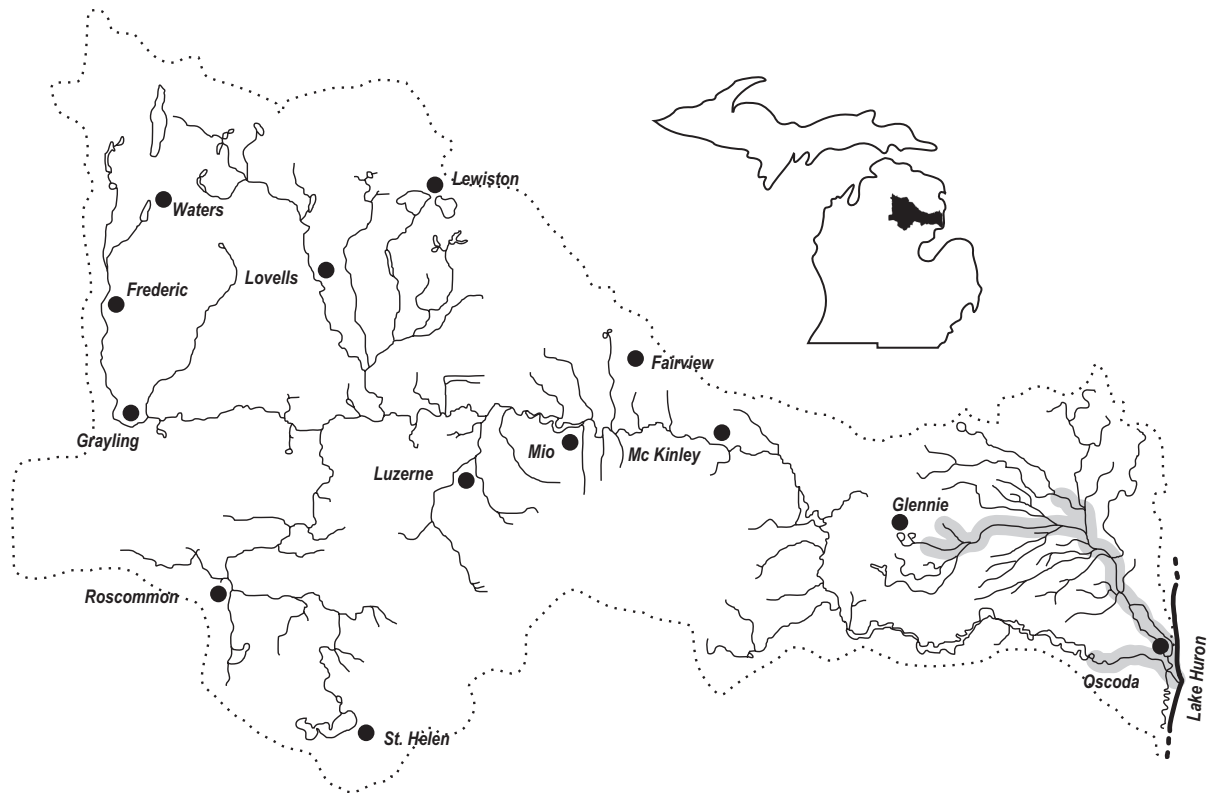 Lewiston
Waters
Lovells
Frederic
Fairview
Grayling
Mio
Mc Kinley
Luzerne
Glennie
Roscommon
Oscoda
Lake Huron
St. Helen